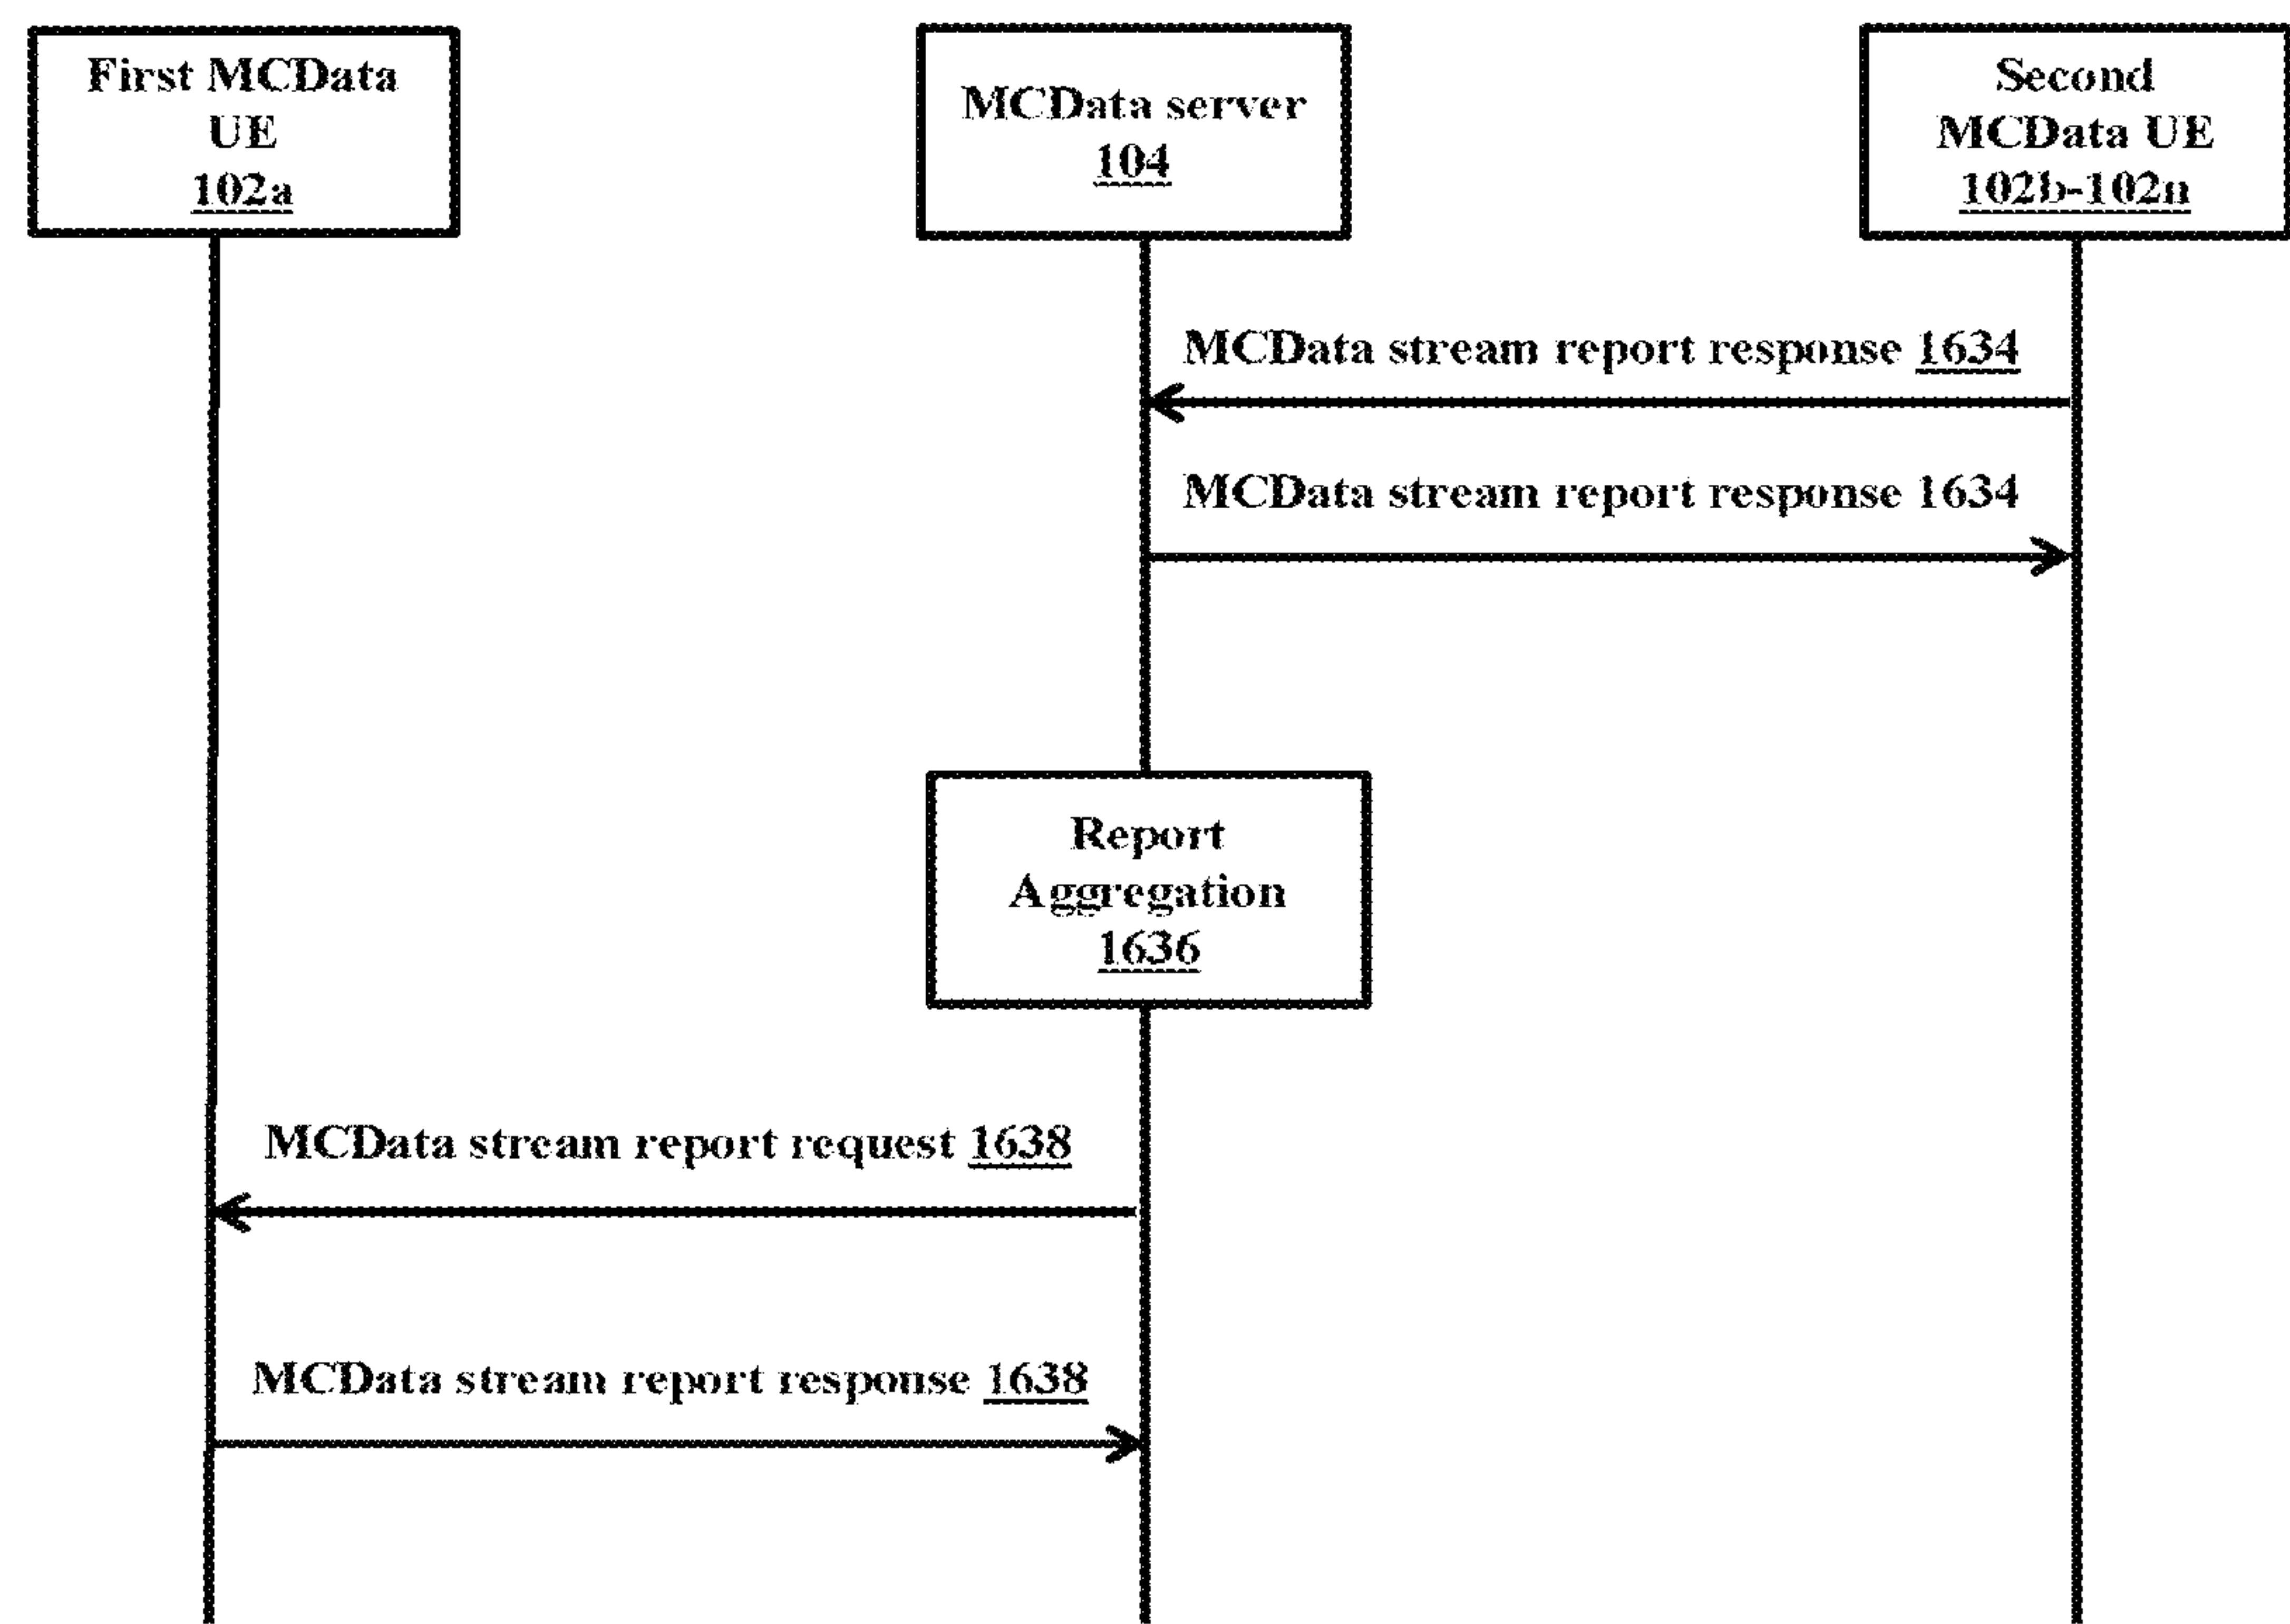 First MCData
UE
102a
MCData server
104
Second
MCData UE
102b-102n
MCData stream report response 1634
MCData stream report response 1634
Report
Aggregation
1636
MCData stream report request 1638
MCData stream report response 1638